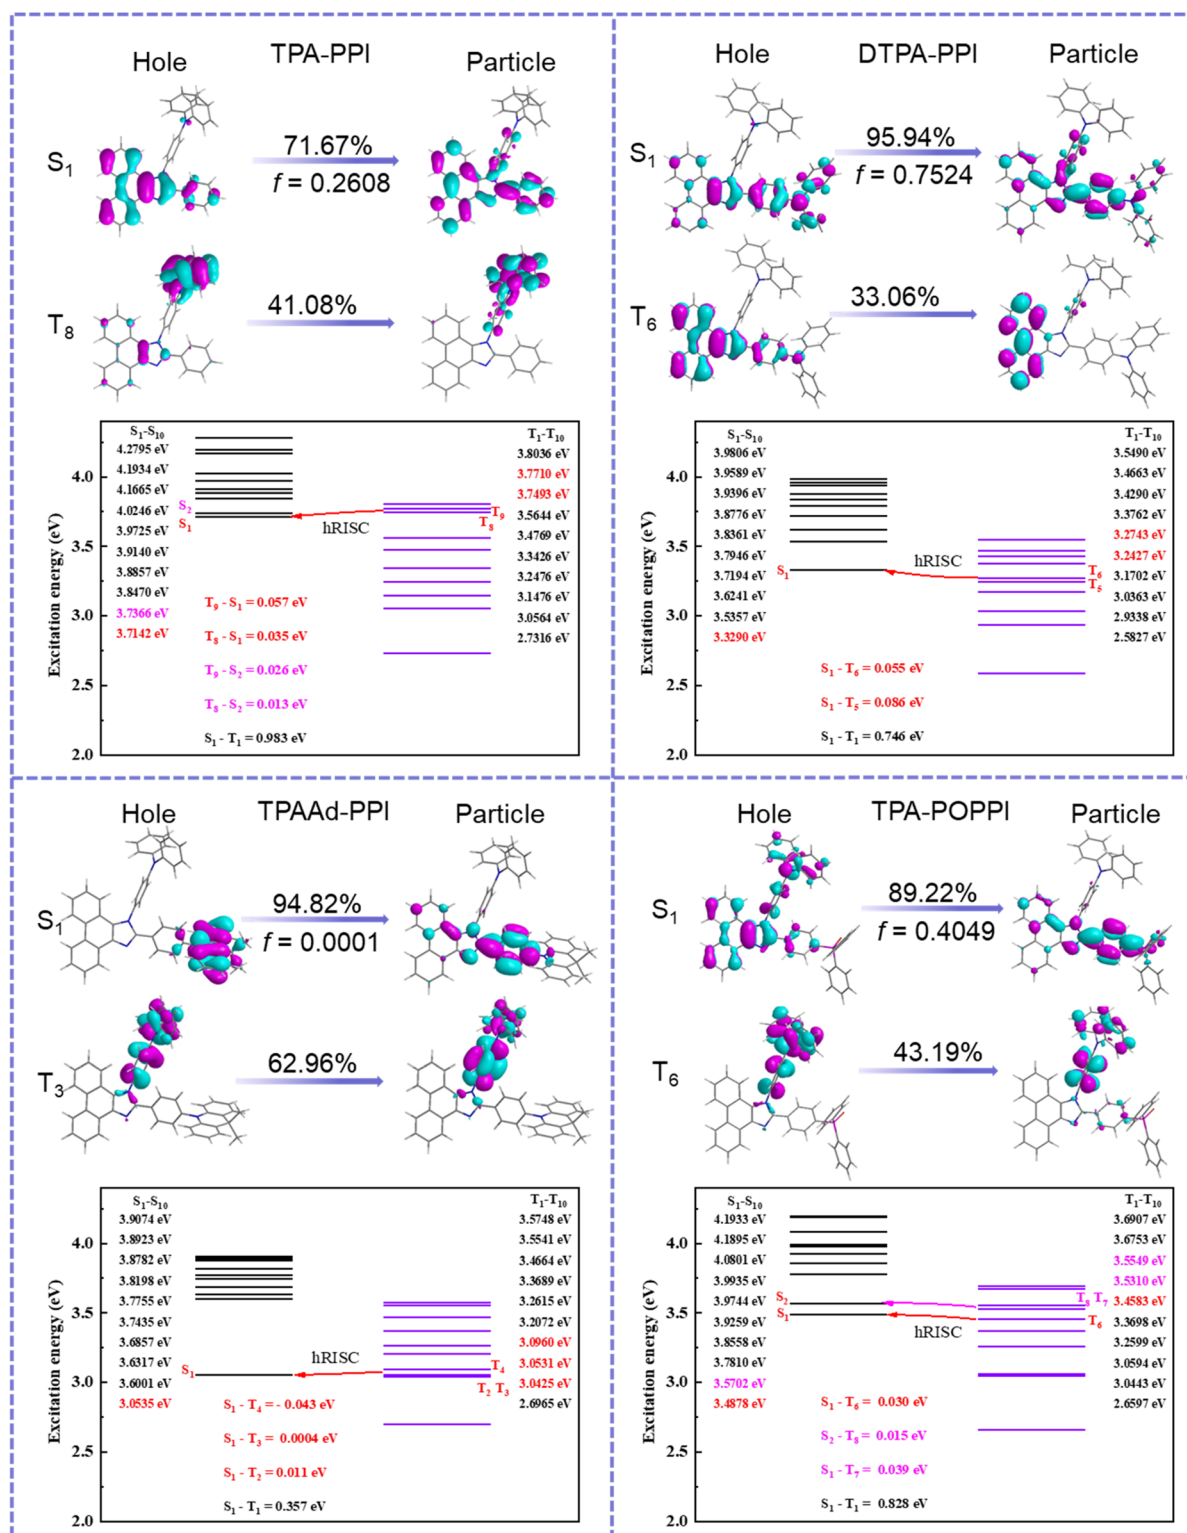 Hole TPA-PPI Particle
S1 71.67%
f = 0.2608
T8 41.08%
Excitation energy (eV)
4.0
3.5
3.0
2.5
2.0
S1-S10
4.2795 eV
4.1934 eV
4.1665 eV
4.0246 eV
3.9725 eV
3.9140 eV
3.8857 eV
3.8470 eV
3.7366 eV
3.7142 eV
S2
S1
hRISC
T9
T8
T9 - S1 = 0.057 eV
T8 - S1 = 0.035 eV
T9 - S2 = 0.026 eV
T8 - S2 = 0.013 eV
S1 - T1 = 0.983 eV
T1-T10
3.8036 eV
3.7710 eV
3.7493 eV
3.5644 eV
3.4769 eV
3.3426 eV
3.2476 eV
3.1476 eV
3.0564 eV
2.7316 eV
Hole DTPA-PPI Particle
S1 95.94%
f = 0.7524
T6 33.06%
Excitation energy (eV)
4.0
3.5
3.0
2.5
2.0
S1-S10
3.9806 eV
3.9589 eV
3.9396 eV
3.8776 eV
3.8361 eV
3.7946 eV
3.7194 eV
3.6241 eV
3.5357 eV
3.3290 eV
S1
hRISC
T6
T5
S1 - T6 = 0.055 eV
S1 - T5 = 0.086 eV
S1 - T1 = 0.746 eV
T1-T10
3.5490 eV
3.4663 eV
3.4290 eV
3.3762 eV
3.2743 eV
3.2427 eV
3.1702 eV
3.0363 eV
2.9338 eV
2.5827 eV
Hole TPAAd-PPI Particle
S1 94.82%
f = 0.0001
T3 62.96%
Excitation energy (eV)
4.0
3.5
3.0
2.5
2.0
S1-S10
3.9074 eV
3.8923 eV
3.8782 eV
3.8198 eV
3.7755 eV
3.7435 eV
3.6857 eV
3.6317 eV
3.6001 eV
3.0535 eV
S1
hRISC
T4
T2 T3
S1 - T4 = - 0.043 eV
S1 - T3 = 0.0004 eV
S1 - T2 = 0.011 eV
S1 - T1 = 0.357 eV
T1-T10
3.5748 eV
3.5541 eV
3.4664 eV
3.3689 eV
3.2615 eV
3.2072 eV
3.0960 eV
3.0531 eV
3.0425 eV
2.6965 eV
Hole TPA-POPPI Particle
S1 89.22%
f = 0.4049
T6 43.19%
Excitation energy (eV)
4.0
3.5
3.0
2.5
2.0
S1-S10
4.1933 eV
4.1895 eV
4.0801 eV
3.9935 eV
3.9744 eV
3.9259 eV
3.8558 eV
3.7810 eV
3.5702 eV
3.4878 eV
S2
S1
hRISC
T8 T7
T6
S1 - T6 = 0.030 eV
S2 - T8 = 0.015 eV
S1 - T7 = 0.039 eV
S1 - T1 = 0.828 eV
T1-T10
3.6907 eV
3.6753 eV
3.5549 eV
3.5310 eV
3.4583 eV
3.3698 eV
3.2599 eV
3.0594 eV
3.0443 eV
2.6597 eV